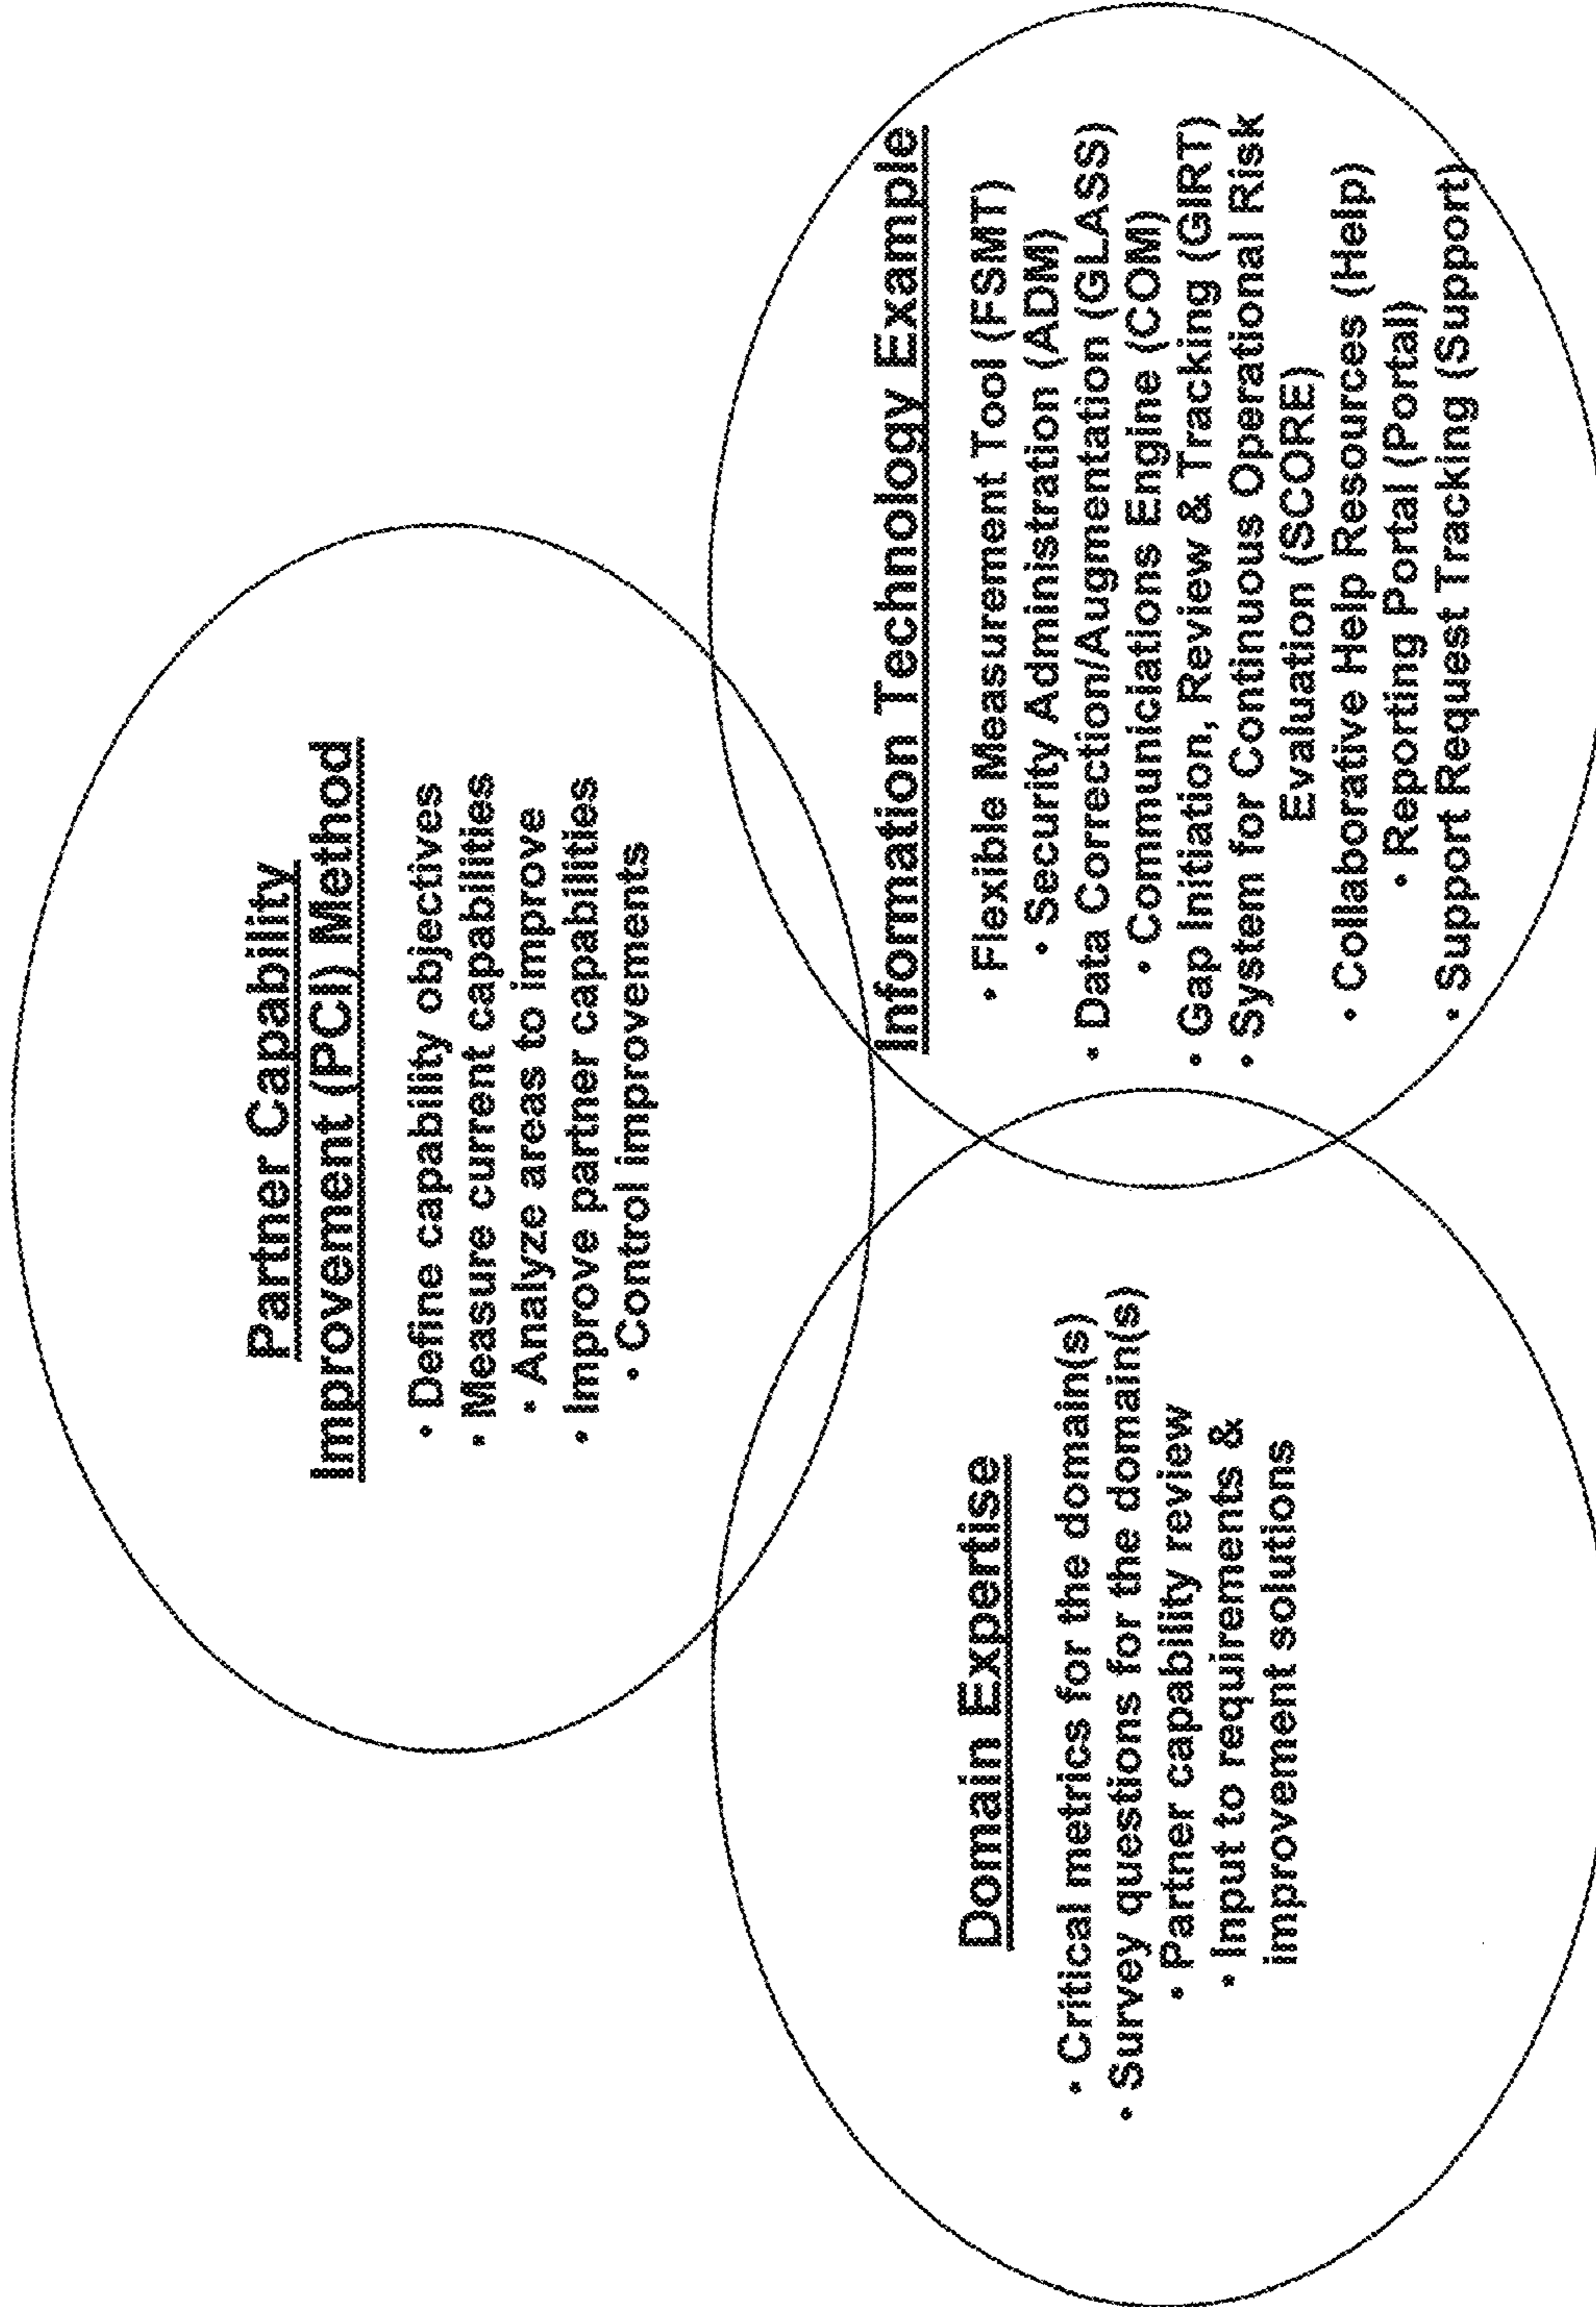 Partner Capability
Improvement (PCI) Method
• Define capability objectives
• Measure current capabilities
• Analyze areas to improve
• Improve partner capabilities
• Control improvements
Domain Expertise
• Critical metrics for the domain(s)
• Survey questions for the domain(s)
• Partner capability review
• Input to requirements &
improvement solutions
Information Technology Example
• Flexible Measurement Tool (FSMT)
• Security Administration (ADM)
• Data Correction/Augmentation (GLASS)
• Communiciations Engine (COM)
• Gap Initiation, Review & Tracking (GIRT)
• System for Continuous Operational Risk
Evaluation (SCORE)
• Collaborative Help Resources (Help)
• Reporting Portal (Portal)
• Support Request Tracking (Support)